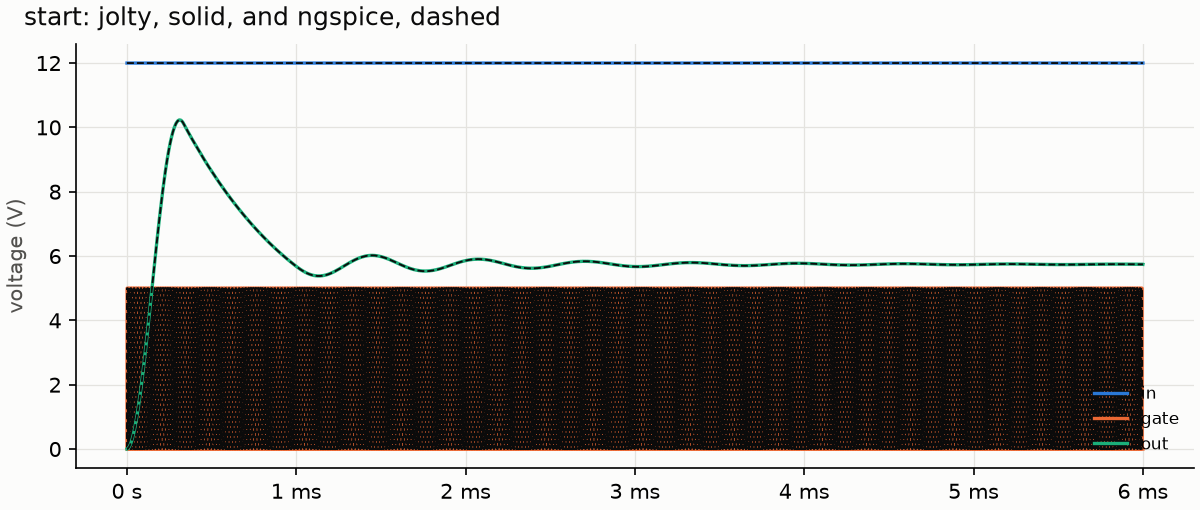 start: jolty, solid, and ngspice, dashed
voltage (V)
12
10
8
6
4
2
0
in
gate
out
0 s
1 ms
2 ms
3 ms
4 ms
5 ms
6 ms